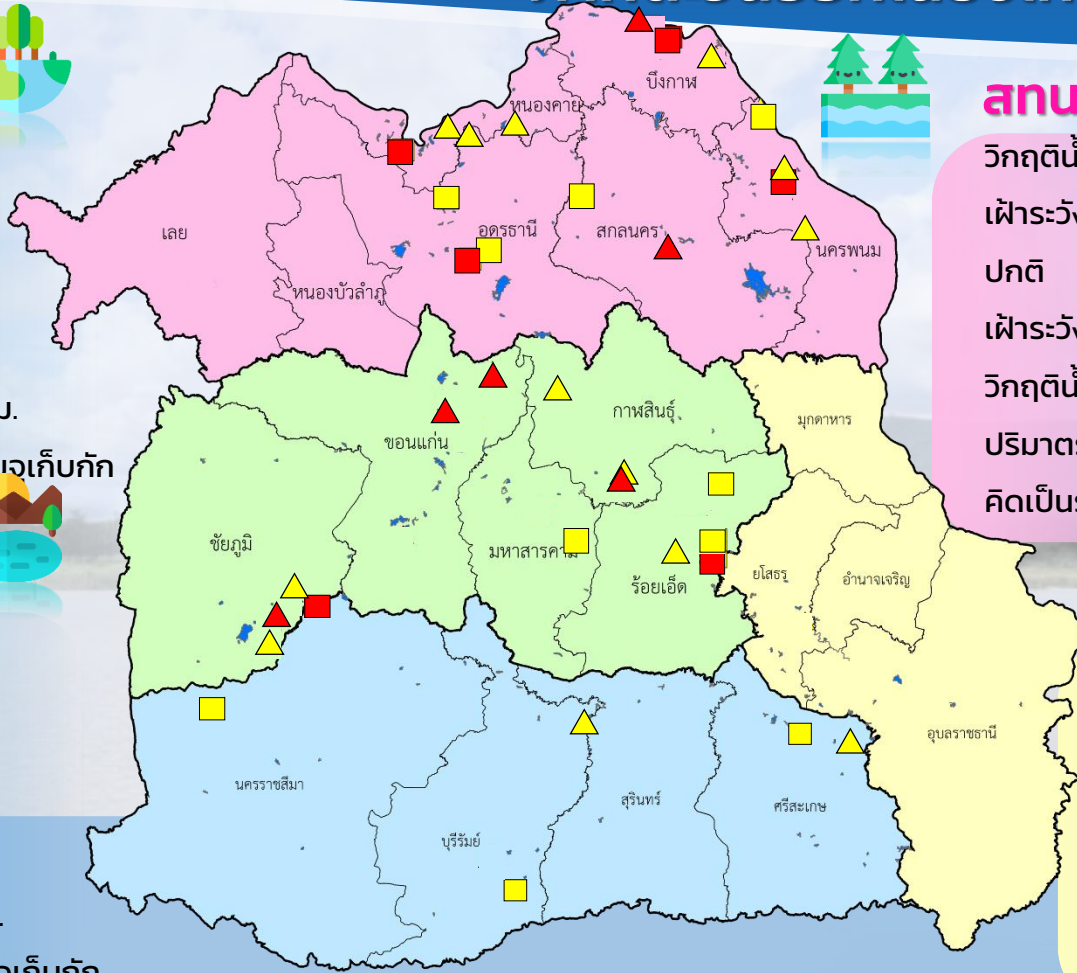 สทน
วิกฤติน้ำ
เฝ้าระวัง
ปกติ
เฝ้าระวัง
วิกฤติน้ำ
ปริมาตร
คิดเป็นร
ม.
เก็บกัก
เก็บกัก
บึงกาฬ
หนองคาย
เลย
อุดรธานี
สกลนคร
นครพนม
หนองบัวลำภู
กาฬสินธุ์
มุกดาหาร
ขอนแก่น
ชัยภูมิ
มหาสารคาม
ร้อยเอ็ด
ยโสธร
อำนาจเจริญ
อุบลราชธานี
นครราชสีมา
สุรินทร์
ศรีสะเกษ
บุรีรัมย์